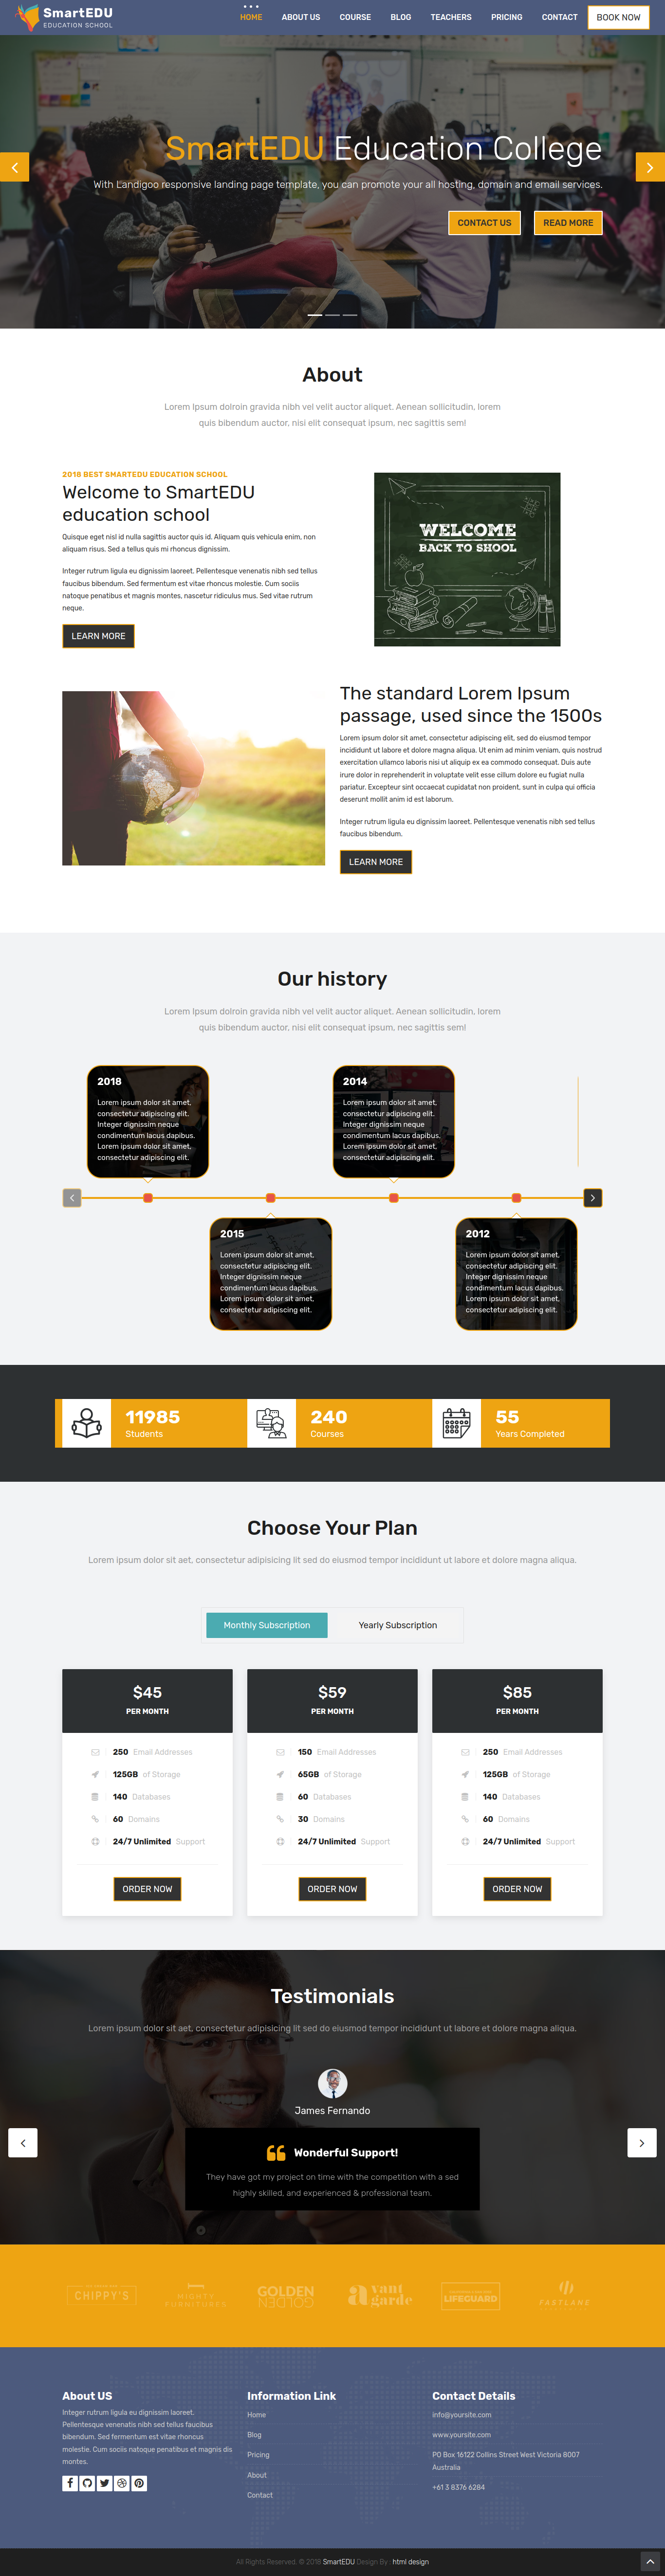 SmartEDU
EDUCATION SCHOOL
HOME
ABOUT US
COURSE
BLOG
TEACHERS
PRICING
CONTACT
BOOK NOW
SmartEDU Education College
With Landigoo responsive landing page template, you can promote your all hosting, domain and email services.
CONTACT US
READ MORE
About
Lorem Ipsum dolroin gravida nibh vel velit auctor aliquet. Aenean sollicitudin, lorem
quis bibendum auctor, nisi elit consequat ipsum, nec sagittis sem!
2018 BEST SMARTEDU EDUCATION SCHOOL
Welcome to SmartEDU
education school
Quisque eget nisl id nulla sagittis auctor quis id. Aliquam quis vehicula enim, non
aliquam risus. Sed a tellus quis mi rhoncus dignissim.
Integer rutrum ligula eu dignissim laoreet. Pellentesque venenatis nibh sed tellus
faucibus bibendum. Sed fermentum est vitae rhoncus molestie. Cum sociis
natoque penatibus et magnis montes, nascetur ridiculus mus. Sed vitae rutrum
neque.
LEARN MORE
WELCOME
BACK TO SHOOL
The standard Lorem Ipsum
passage, used since the 1500s
Lorem ipsum dolor sit amet, consectetur adipiscing elit, sed do eiusmod tempor
incididunt ut labore et dolore magna aliqua. Ut enim ad minim veniam, quis nostrud
exercitation ullamco laboris nisi ut aliquip ex ea commodo consequat. Duis aute
irure dolor in reprehenderit in voluptate velit esse cillum dolore eu fugiat nulla
pariatur. Excepteur sint occaecat cupidatat non proident, sunt in culpa qui officia
deserunt mollit anim id est laborum.
Integer rutrum ligula eu dignissim laoreet. Pellentesque venenatis nibh sed tellus
faucibus bibendum.
LEARN MORE
Our history
Lorem Ipsum dolroin gravida nibh vel velit auctor aliquet. Aenean sollicitudin, lorem
quis bibendum auctor, nisi elit consequat ipsum, nec sagittis sem!
2018
Lorem ipsum dolor sit amet,
consectetur adipiscing elit.
Integer dignissim neque
condimentum lacus dapibus.
Lorem ipsum dolor sit amet,
consectetur adipiscing elit.
2014
Lorem ipsum dolor sit amet,
consectetur adipiscing elit.
Integer dignissim neque
condimentum lacus dapibus.
Lorem ipsum dolor sit amet,
consectetur adipiscing elit.
2015
Lorem ipsum dolor sit amet,
consectetur adipiscing elit.
Integer dignissim neque
condimentum lacus dapibus.
Lorem ipsum dolor sit amet,
consectetur adipiscing elit.
2012
Lorem ipsum dolor sit amet,
consectetur adipiscing elit.
Integer dignissim neque
condimentum lacus dapibus.
Lorem ipsum dolor sit amet,
consectetur adipiscing elit.
11985
Students
240
Courses
55
Years Completed
Choose Your Plan
Lorem ipsum dolor sit aet, consectetur adipisicing lit sed do eiusmod tempor incididunt ut labore et dolore magna aliqua.
Monthly Subscription
Yearly Subscription
$45
PER MONTH
250 Email Addresses
125GB of Storage
140 Databases
60 Domains
24/7 Unlimited Support
ORDER NOW
$59
PER MONTH
150 Email Addresses
65GB of Storage
60 Databases
30 Domains
24/7 Unlimited Support
ORDER NOW
$85
PER MONTH
250 Email Addresses
125GB of Storage
140 Databases
60 Domains
24/7 Unlimited Support
ORDER NOW
Testimonials
Lorem ipsum dolor sit aet, consectetur adipisicing lit sed do eiusmod tempor incididunt ut labore et dolore magna aliqua.
James Fernando
Wonderful Support!
They have got my project on time with the competition with a sed
highly skilled, and experienced & professional team.
CHIPPY'S
MIGHTY
FURNITURES
GOLDEN
GOLDEN
avant
garde
LIFEGUARD
FASTLANE
About US
Integer rutrum ligula eu dignissim laoreet.
Pellentesque venenatis nibh sed tellus faucibus
bibendum. Sed fermentum est vitae rhoncus
molestie. Cum sociis natoque penatibus et magnis dis
montes.
Information Link
Home
Blog
Pricing
About
Contact
Contact Details
info@yoursite.com
www.yoursite.com
PO Box 16122 Collins Street West Victoria 8007
Australia
+61 3 8376 6284
All Rights Reserved. © 2018 SmartEDU Design By : html design